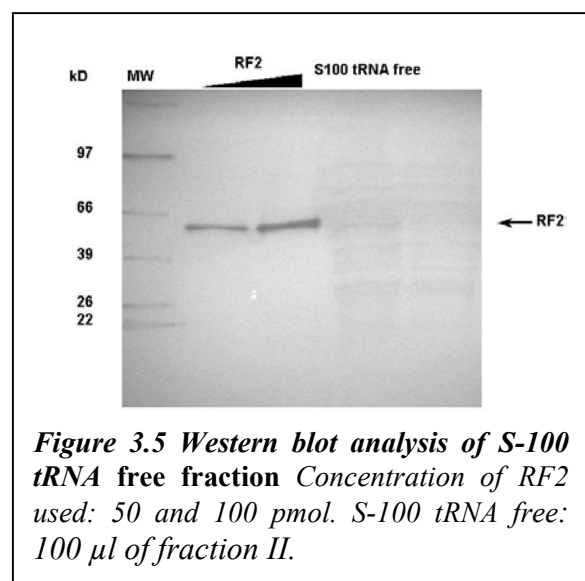 RF2
S100 tRNA free
kD MW
97
66
RF2
39
26
22
Figure 3.5 Western blot analysis of S-100
tRNA free fraction Concentration of RF2
used: 50 and 100 pmol. S-100 tRNA free:
100 µl of fraction II.